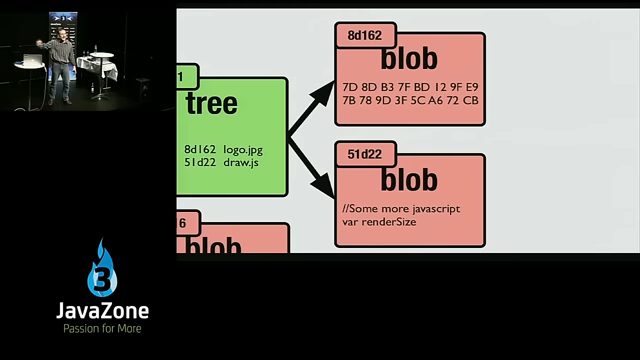 8d162
blob
7D 8D B3 7F BD 12 9F E9
7B 78 9D 3F 5C A6 72 CB
1
tree
8d162 logo.jpg
51d22 draw.js
51d22
blob
//Some more javascript
var renderSize
6
blob
3
JavaZone
Passion for More